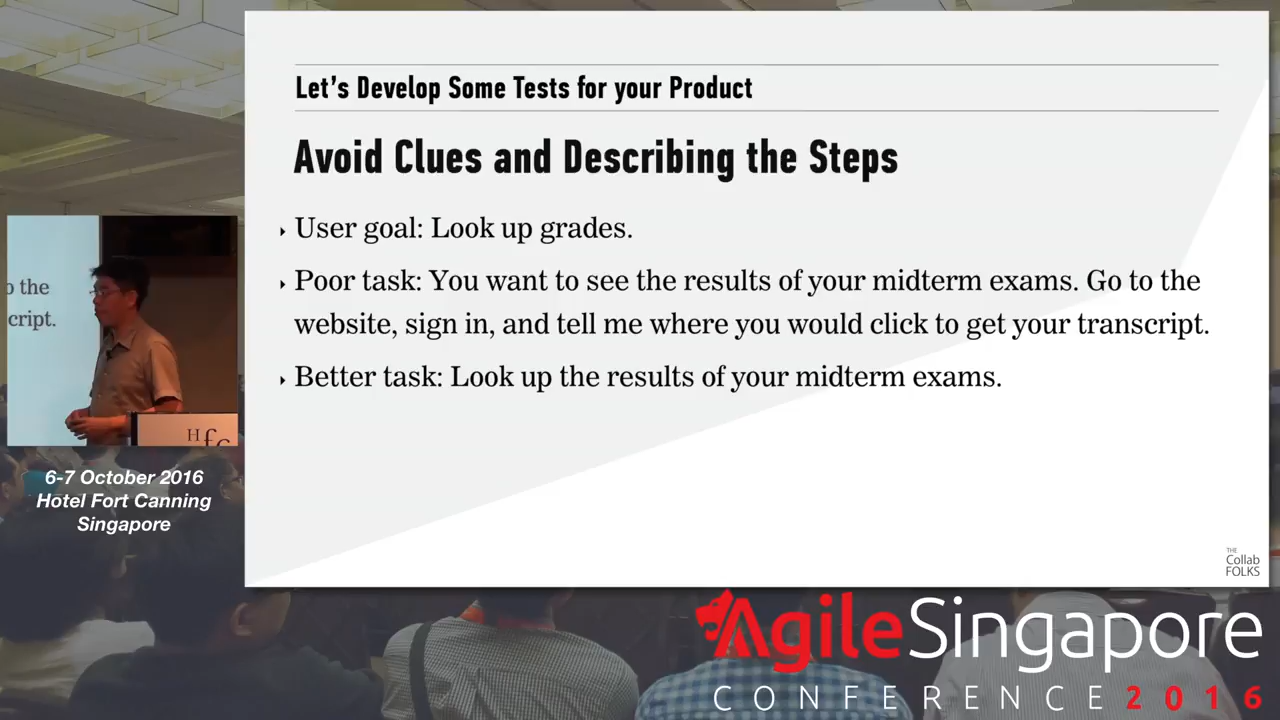 Let's Develop Some Tests for your Product
Avoid Clues and Describing the Steps
User goal: Look up grades.
Poor task: You want to see the results of your midterm exams. Go to the
website, sign in, and tell me where you would click to get your transcript.
Better task: Look up the results of your midterm exams.
THE
Collab
FOLKS
the
cript.
Hfc
6-7 October 2016
Hotel Fort Canning
Singapore
AgileSingapore
CONFERENCE 2016